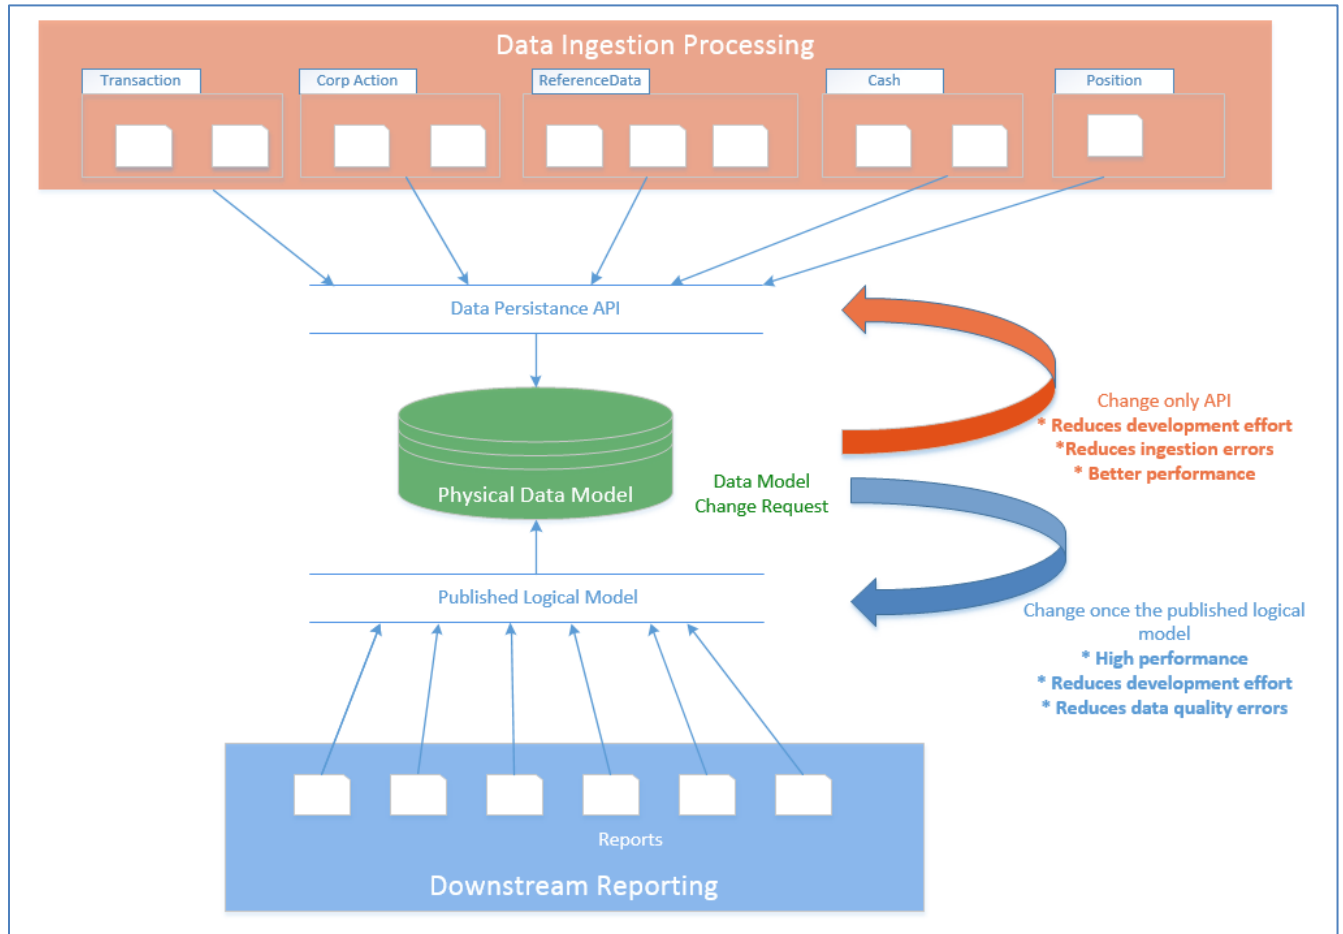 Data Ingestion Processing
Transaction
Corp Action
ReferenceData
Cash
Position
Data Persistance API
Change only API
* Reduces development effort
*Reduces ingestion errors
* Better performance
Physical Data Model
Data Model
Change Request
Published Logical Model
Change once the published logical
model
* High performance
* Reduces development effort
* Reduces data quality errors
Reports
Downstream Reporting